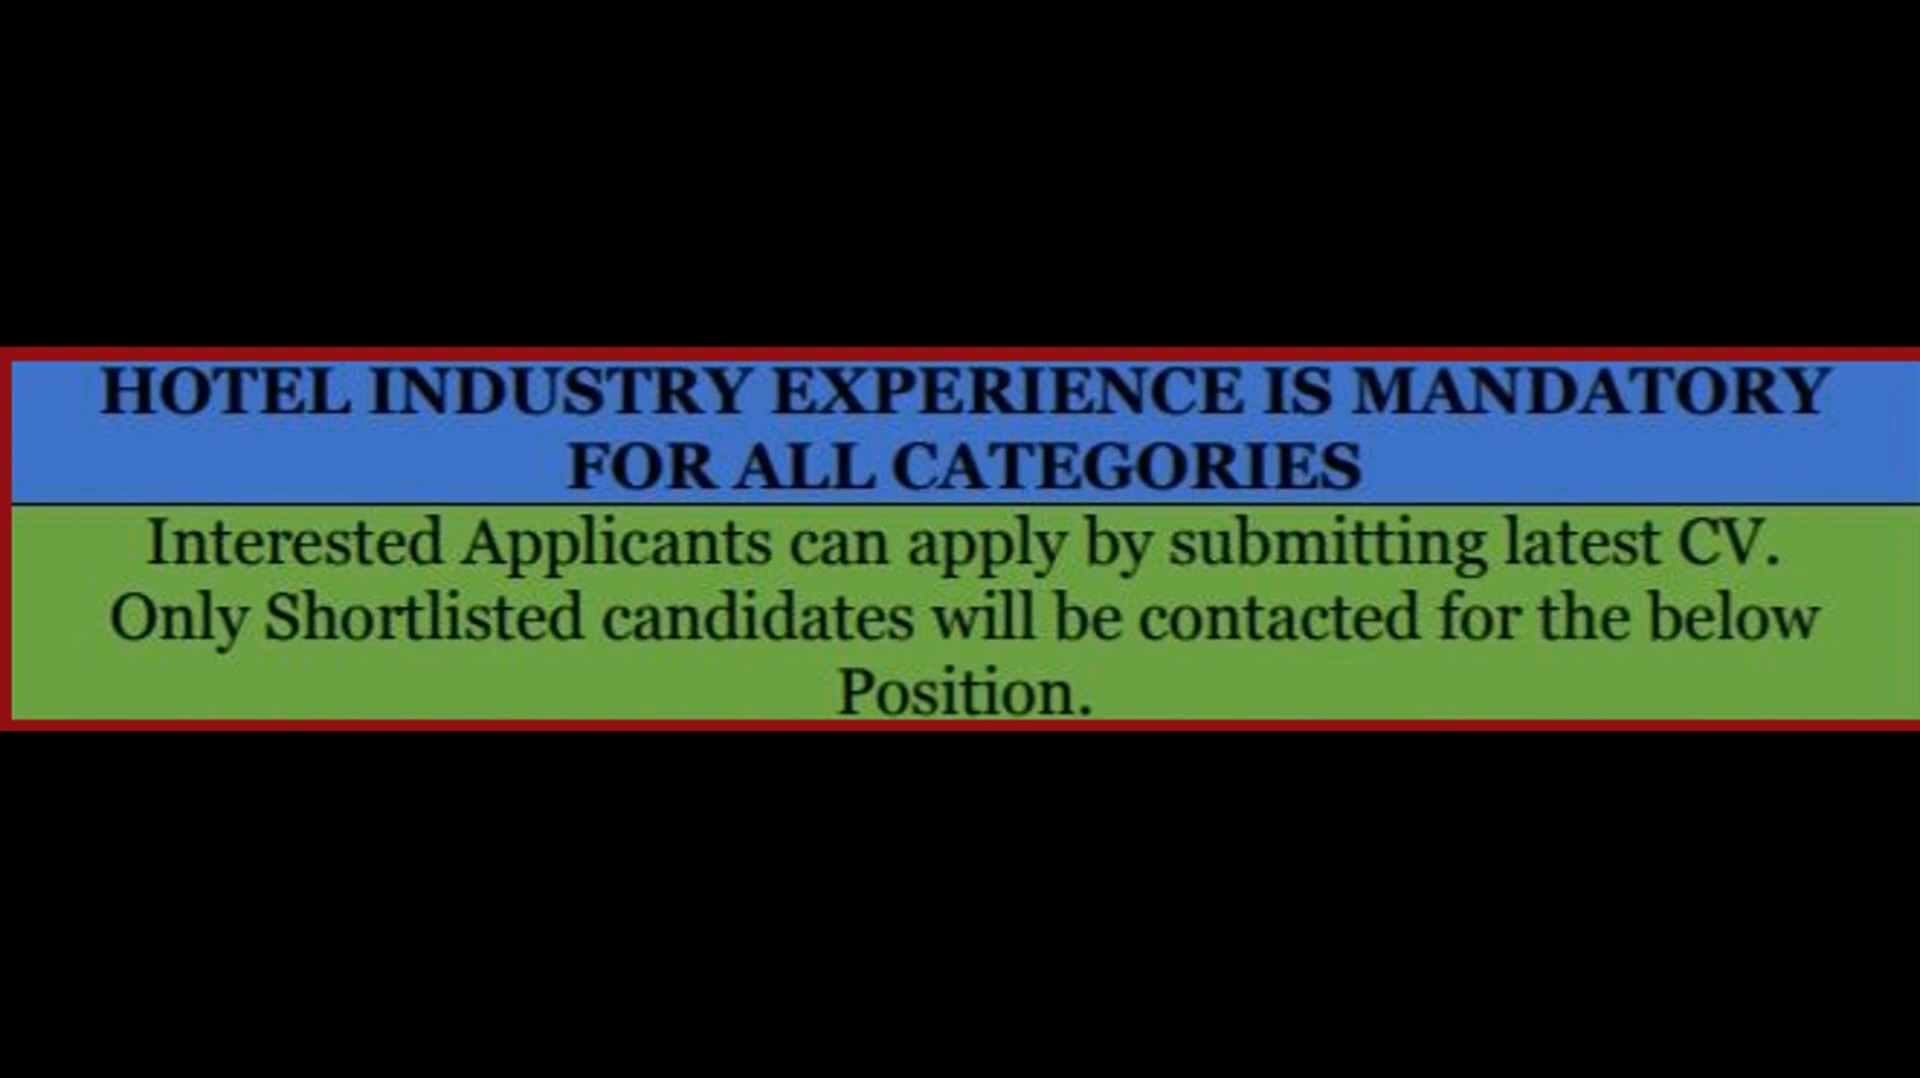 HOTEL INDUSTRY EXPERIENCE IS MANDATORY
FOR ALL CATEGORIES
Interested Applicants can apply by submitting latest CV.
Only Shortlisted candidates will be contacted for the below
Position.